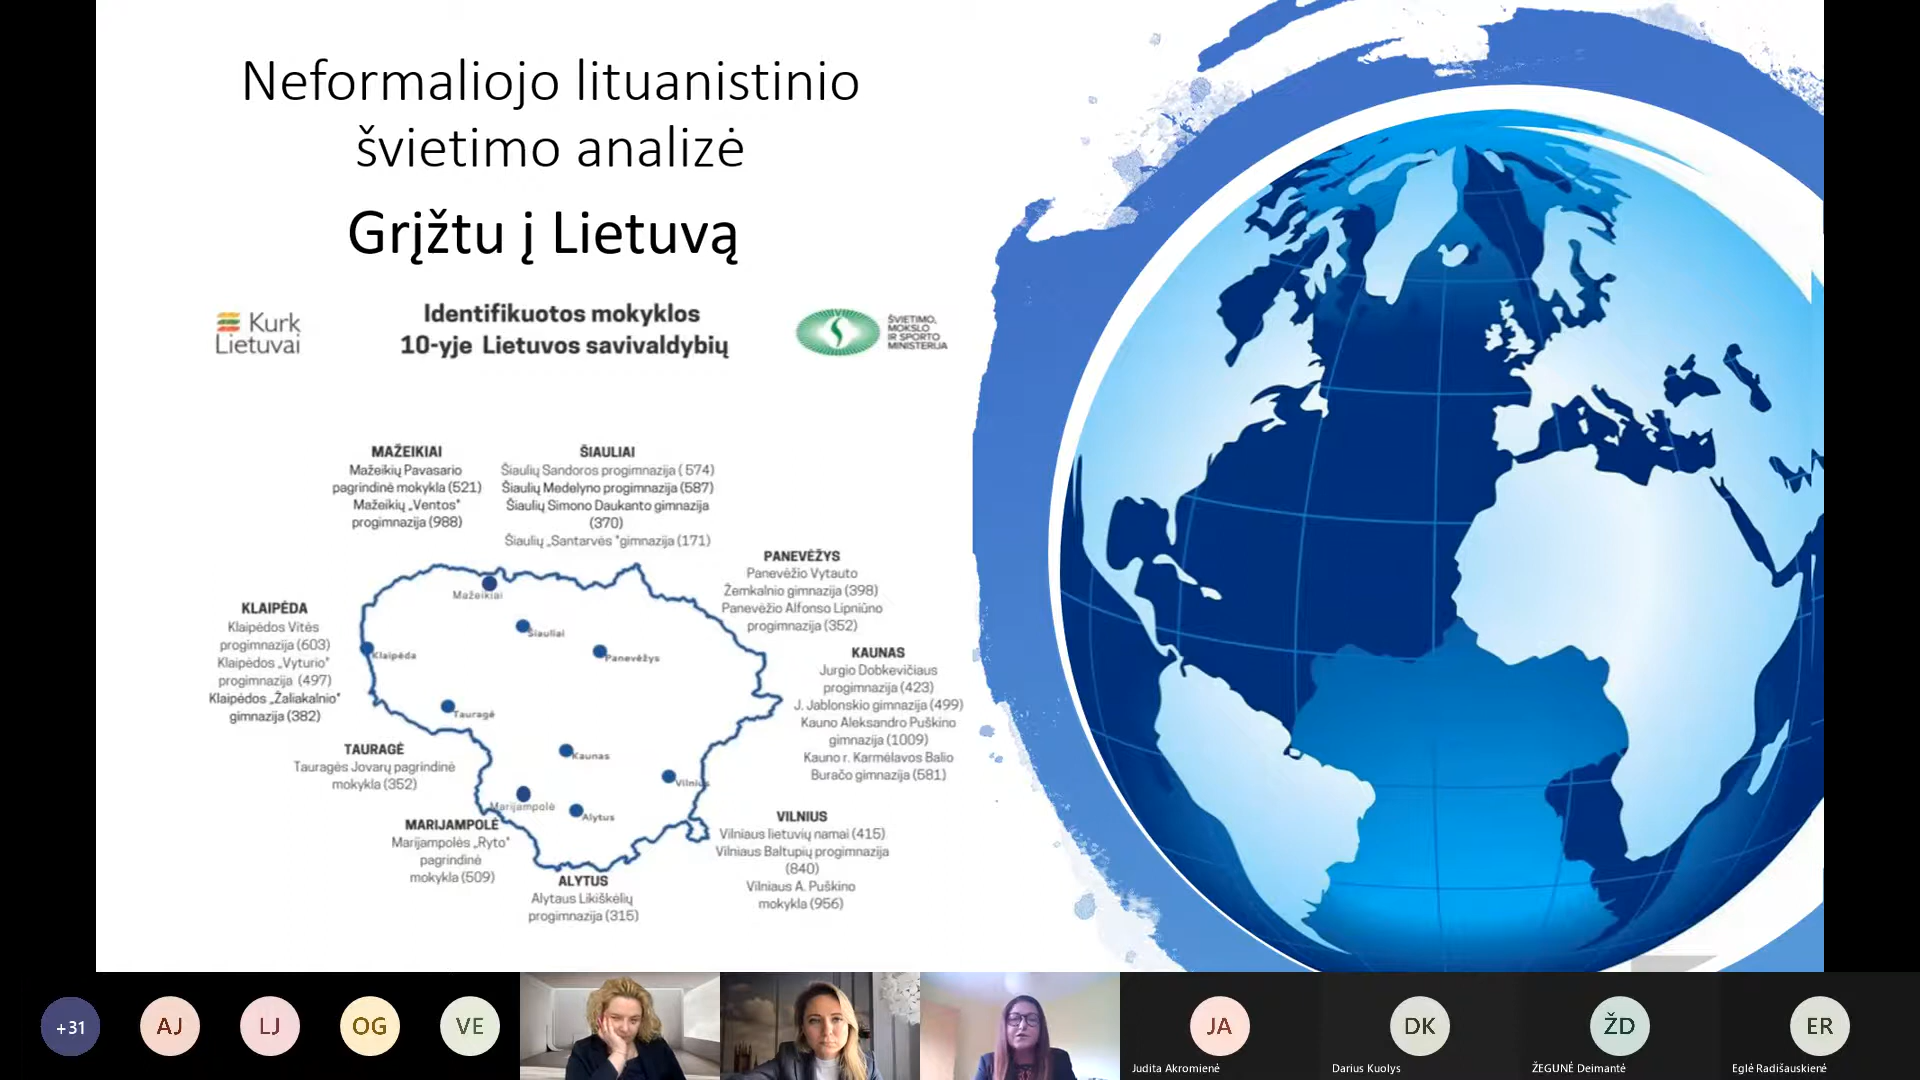 Neformaliojo lituanistinio
švietimo analizė
Grįžtu į Lietuvą
Kurk
Lietuvai
Identifikuotos mokyklos
10-yje Lietuvos savivaldybių
ŠVIETIMO,
MOKSLO
IR SPORTO
MINISTERIJA
MAŽEIKIAI
Mažeikių Pavasario
pagrindinė mokykla (521)
Mažeikių „Ventos"
progimnazija (988)
ŠIAULIAI
Šiaulių Sandoros progimnazija ( 574)
Šiaulių Medelyno progimnazija (587)
Šiaulių Simono Daukanto gimnazija
(370)
Šiaulių „Santarvės "gimnazija (171)
PANEVĖŽYS
Panevėžio Vytauto
Žemkalnio gimnazija (398)
Panevėžio Alfonso Lipniūno
progimnazija (352)
KLAIPĖDA
Klaipėdos Vitės
progimnazija (603)
Klaipėdos „Vyturio"
progimnazija (497)
Klaipėdos „Žaliakalnio"
gimnazija (382)
KAUNAS
Jurgio Dobkevičiaus
progimnazija (423)
J. Jablonskio gimnazija (499)
Kauno Aleksandro Puškino
gimnazija (1009)
Kauno r. Karmėlavos Balio
Buračo gimnazija (581)
TAURAGĖ
Tauragės Jovarų pagrindinė
mokykla (352)
MARIJAMPOLĖ
Marijampolės „Ryto"
pagrindinė
mokykla (509)
ALYTUS
Alytaus Likiškėlių
progimnazija (315)
VILNIUS
Vilniaus lietuvių namai (415)
Vilniaus Baltupių progimnazija
(840)
Vilniaus A. Puškino
mokykla (956)
Mažeikiai
Šiauliai
Panevėžys
Klaipėda
Tauragė
Kaunas
Vilnius
Marijampolė
Alytus
+31
AJ
LJ
OG
VE
JA
DK
ŽD
ER
Judita Akromienė
Darius Kuolys
ŽEGUNĖ Deimantė
Eglė Radišauskienė